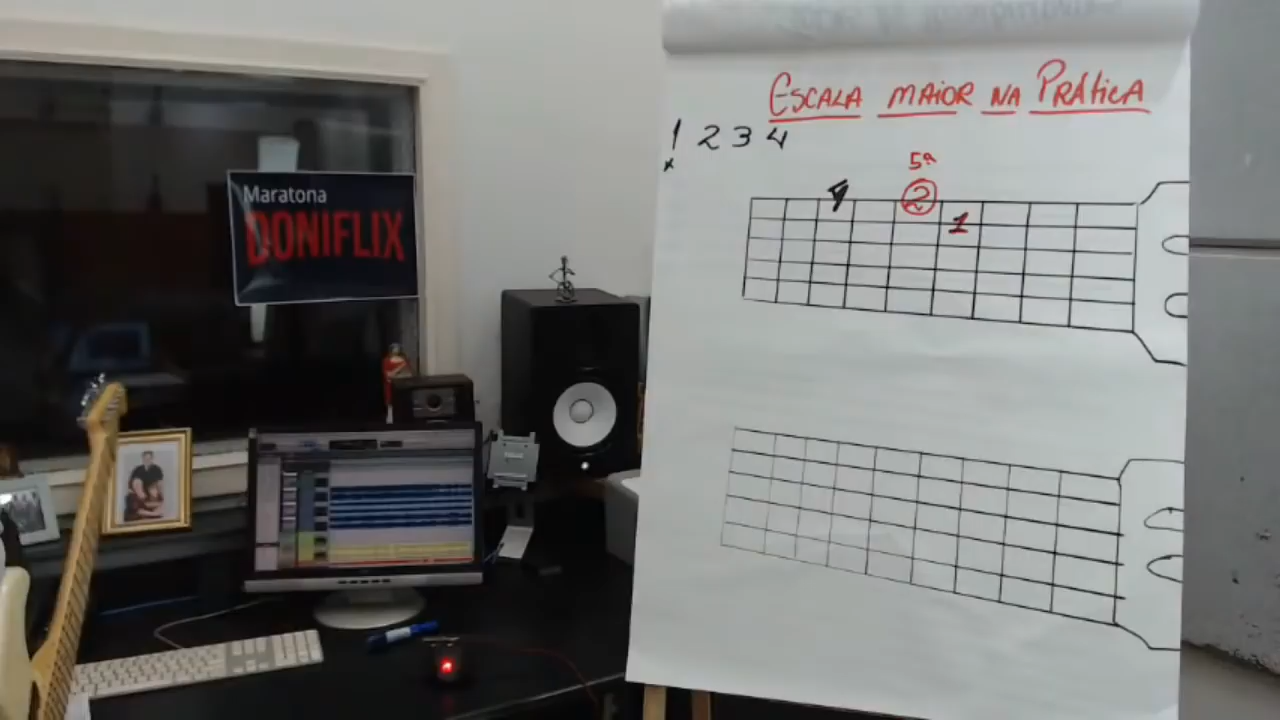 Maratona
DONIFLIX
ESCALA MAIOR NA PRÁTICA
1 2 3 4
x
5ª
4
2
1